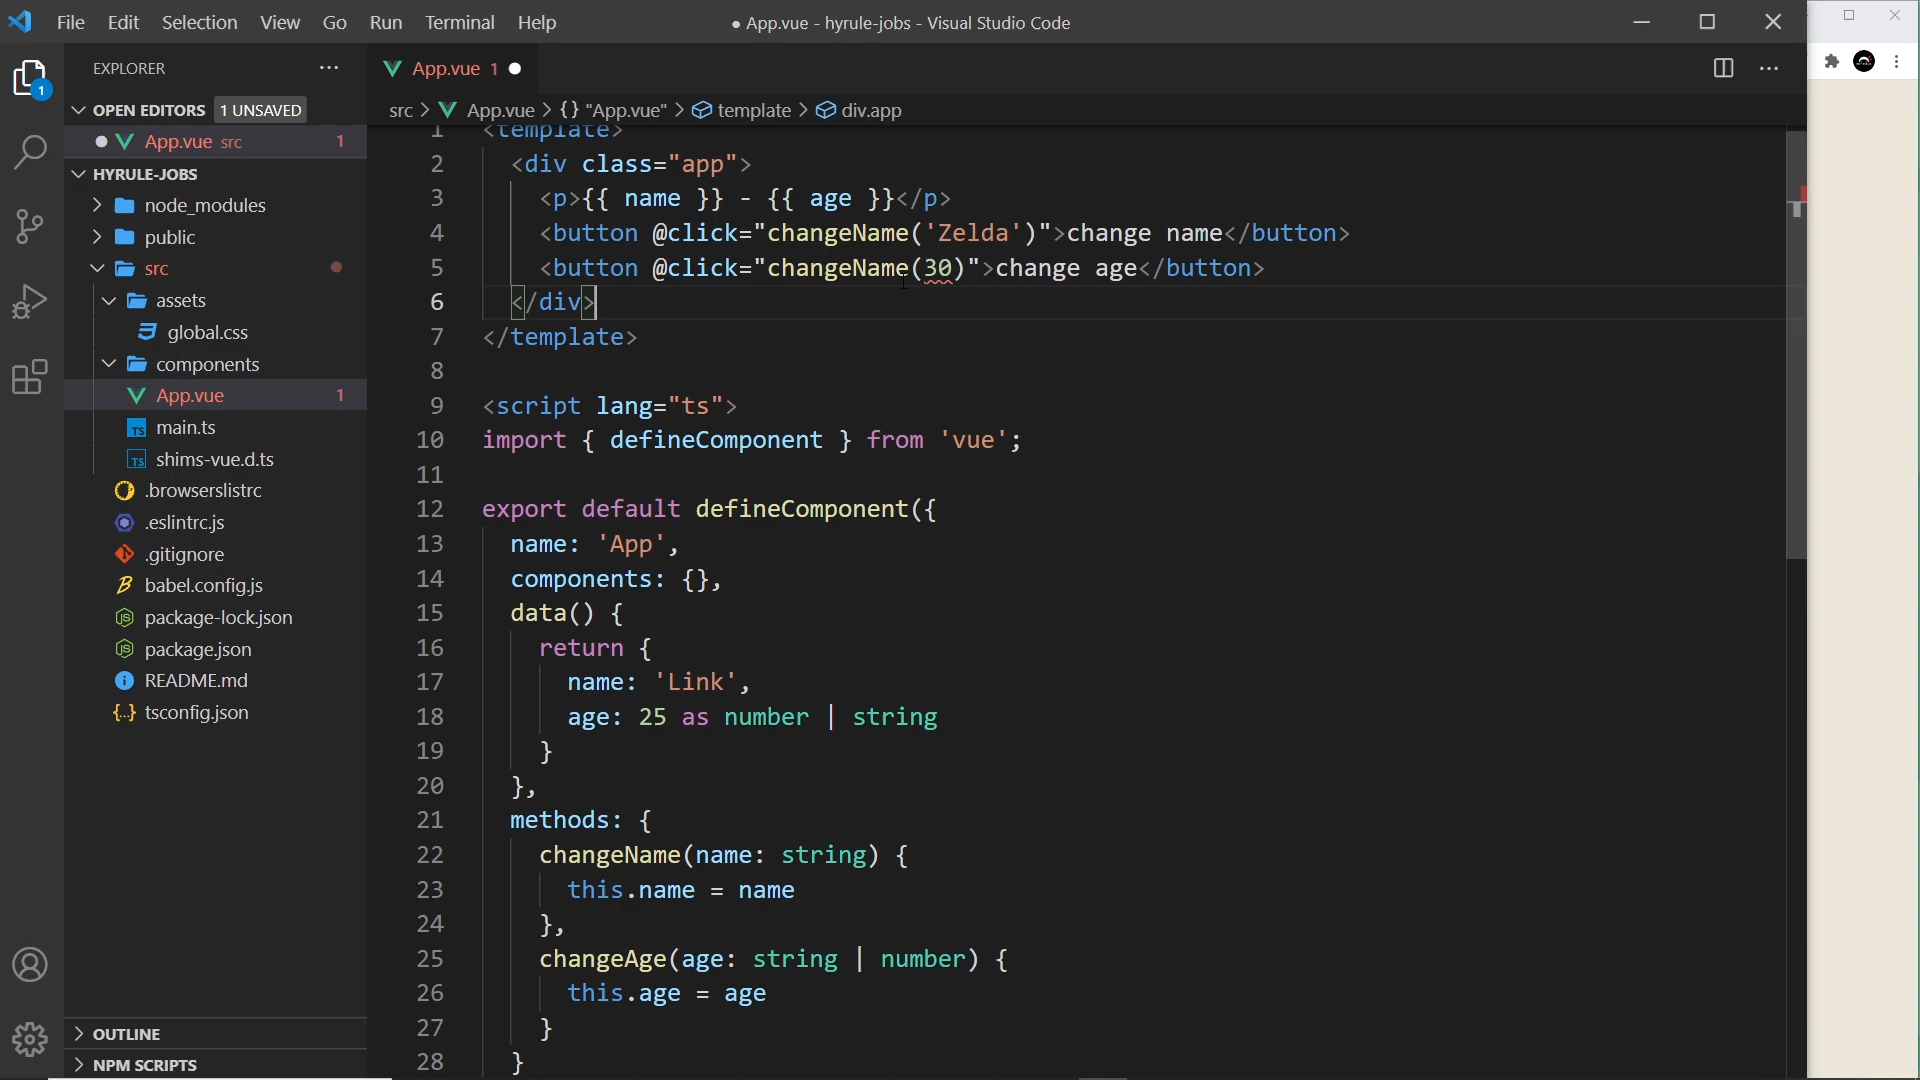 File Edit Selection View Go Run Terminal Help
● App.vue - hyrule-jobs - Visual Studio Code
1
EXPLORER
OPEN EDITORS 1 UNSAVED
App.vue src 1
HYRULE-JOBS
node_modules
public
src
assets
global.css
components
App.vue 1
main.ts
shims-vue.d.ts
.browserslistrc
.eslintrc.js
.gitignore
babel.config.js
package-lock.json
package.json
README.md
tsconfig.json
OUTLINE
NPM SCRIPTS
App.vue 1
src > App.vue > {} "App.vue" > template > div.app
1 <template>
2 <div class="app">
3 <p>{{ name }} - {{ age }}</p>
4 <button @click="changeName('Zelda')">change name</button>
5 <button @click="changeName(30)">change age</button>
6 </div>
7 </template>
8
9 <script lang="ts">
10 import { defineComponent } from 'vue';
11
12 export default defineComponent({
13 name: 'App',
14 components: {},
15 data() {
16 return {
17 name: 'Link',
18 age: 25 as number | string
19 }
20 },
21 methods: {
22 changeName(name: string) {
23 this.name = name
24 },
25 changeAge(age: string | number) {
26 this.age = age
27 }
28 }